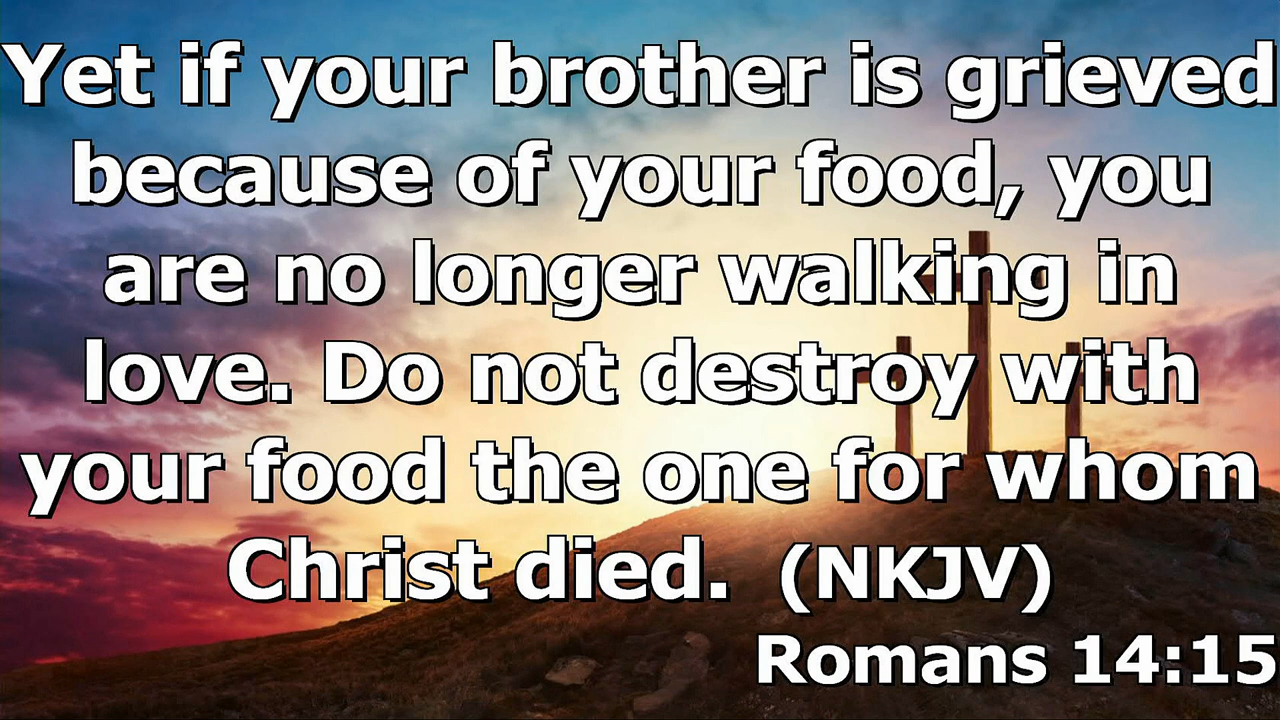 Yet if your brother is grieved
because of your food, you
are no longer walking in
love. Do not destroy with
your food the one for whom
Christ died. (NKJV)
Romans 14:15